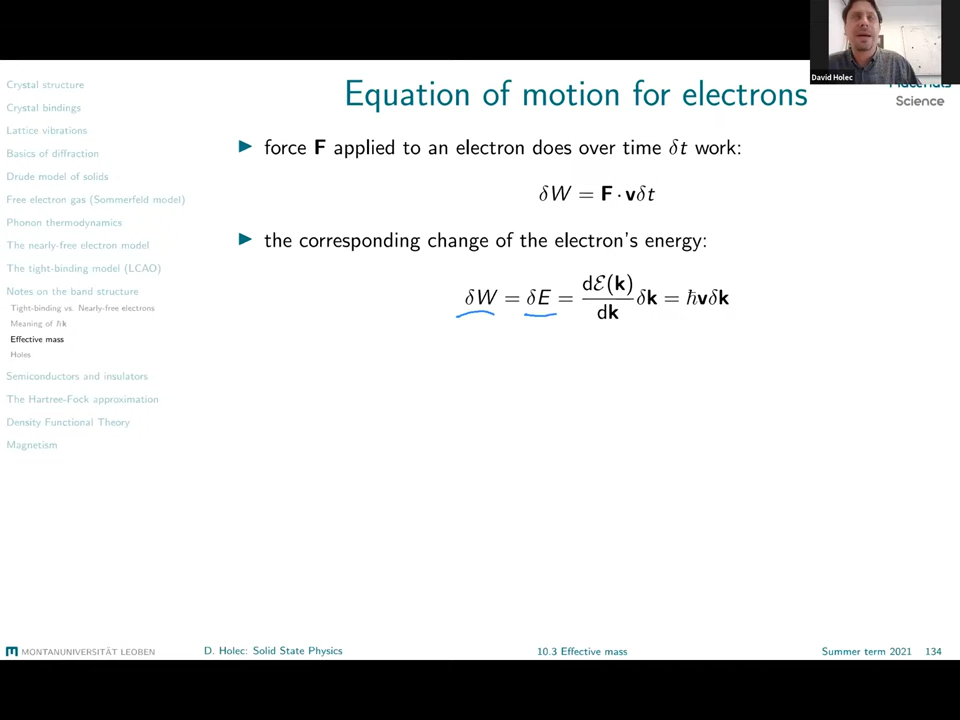 David Holec
Materials
Science
Crystal structure
Crystal bindings
Lattice vibrations
Basics of diffraction
Drude model of solids
Free electron gas (Sommerfeld model)
Phonon thermodynamics
The nearly-free electron model
The tight-binding model (LCAO)
Notes on the band structure
Tight-binding vs. Nearly-free electrons
Meaning of ℏk
Effective mass
Holes
Semiconductors and insulators
The Hartree-Fock approximation
Density Functional Theory
Magnetism
Equation of motion for electrons
▶ force F applied to an electron does over time δt work:
δW = F · vδt
▶ the corresponding change of the electron's energy:
δW = δE = dℰ(k)/dk δk = ℏvδk
MONTANUNIVERSITÄT LEOBEN
D. Holec: Solid State Physics
10.3 Effective mass
Summer term 2021 134